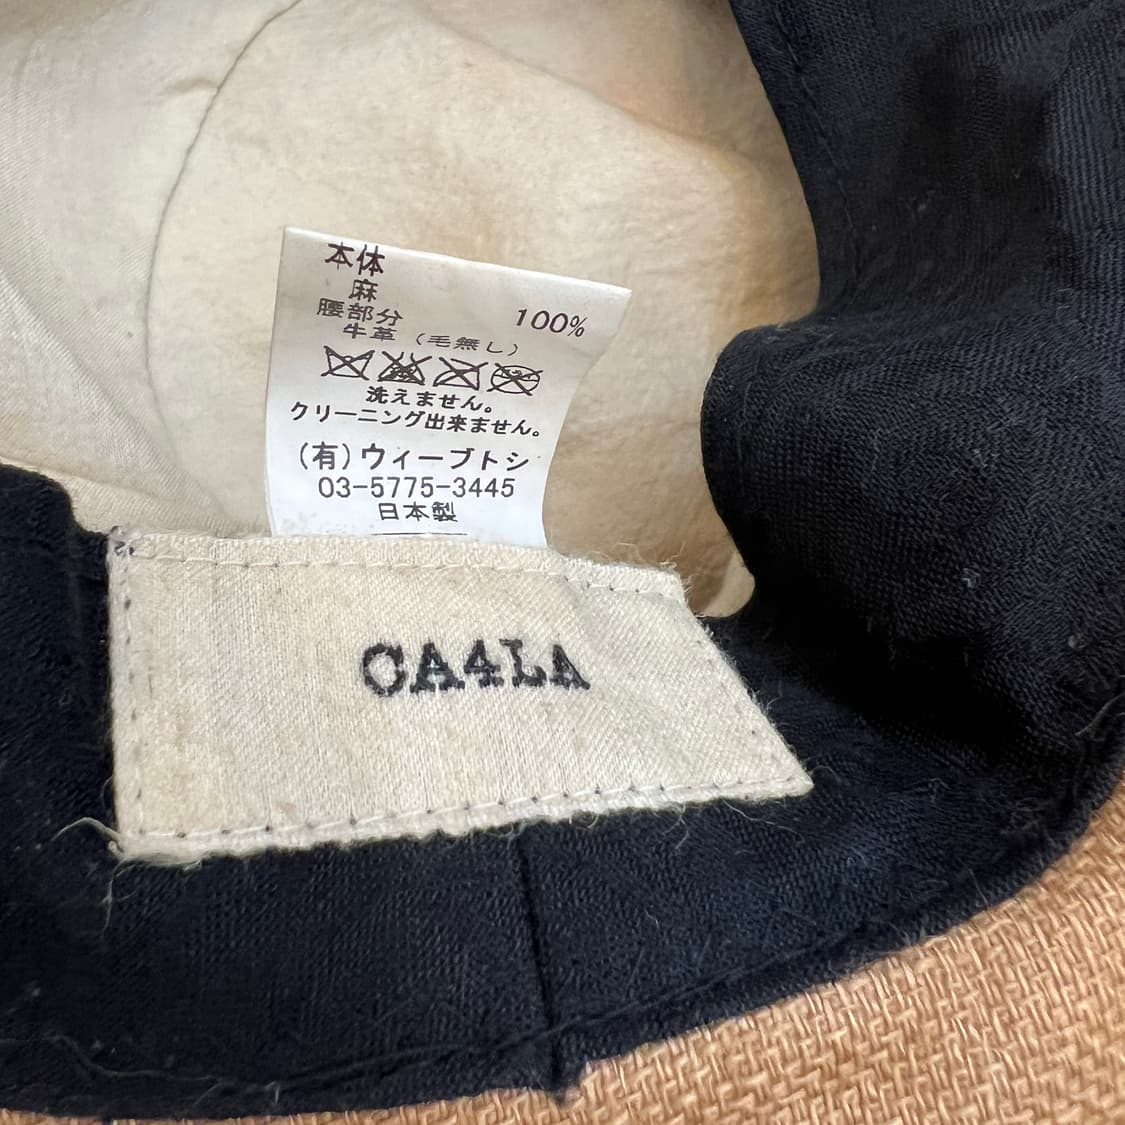 本体
麻 100%
腰部分
牛革 (毛無し)
洗えません。
クリーニング出来ません。
(有)ウィーブトシ
03-5775-3445
日本製
CA4LA